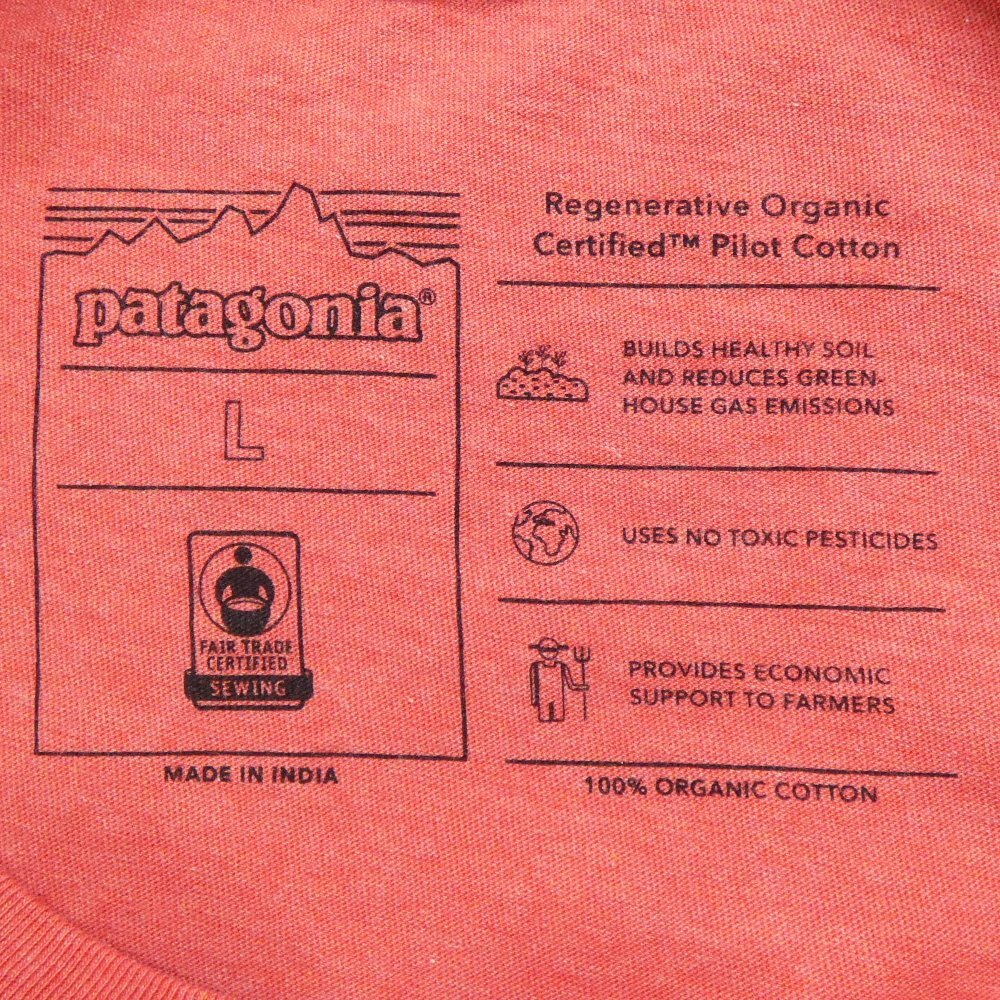 patagonia®
L
FAIR TRADE
CERTIFIED
SEWING
MADE IN INDIA
Regenerative Organic
Certified™ Pilot Cotton
BUILDS HEALTHY SOIL
AND REDUCES GREEN-
HOUSE GAS EMISSIONS
USES NO TOXIC PESTICIDES
PROVIDES ECONOMIC
SUPPORT TO FARMERS
100% ORGANIC COTTON